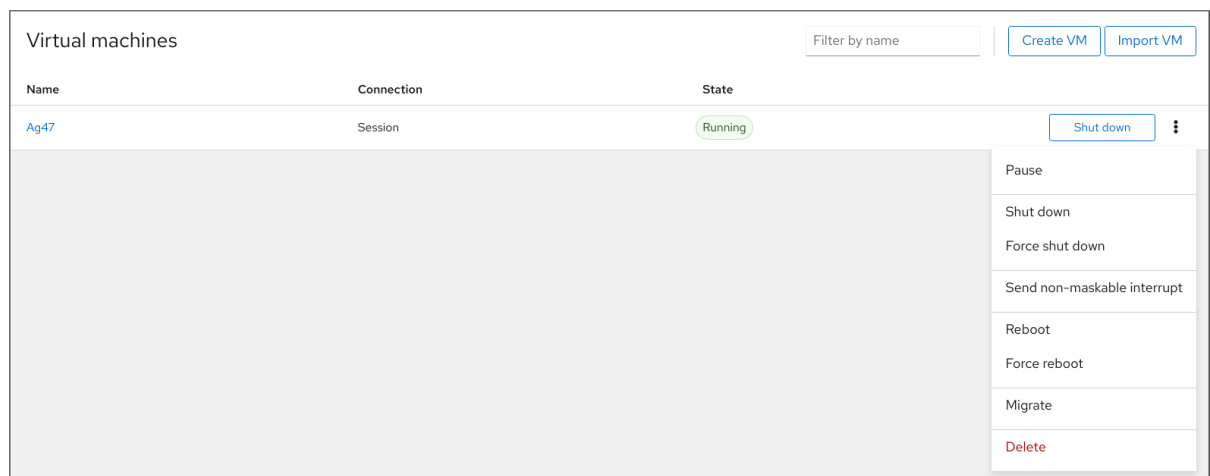 Virtual machines
Filter by name
Create VM
Import VM
Name Connection State
Ag47 Session Running Shut down
Pause
Shut down
Force shut down
Send non-maskable interrupt
Reboot
Force reboot
Migrate
Delete